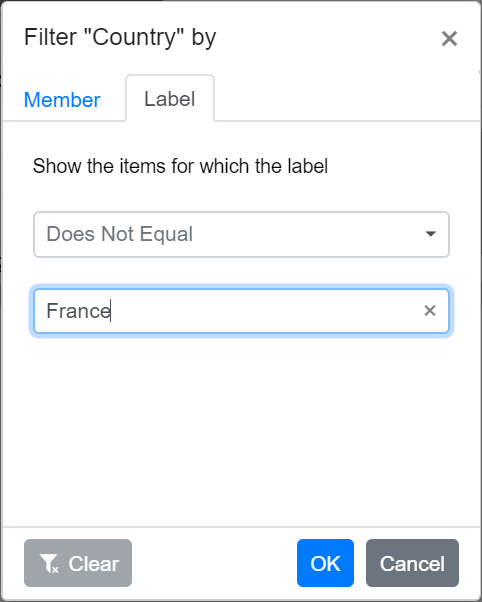 Filter "Country" by
Member Label
Show the items for which the label
Does Not Equal
France
Clear OK Cancel